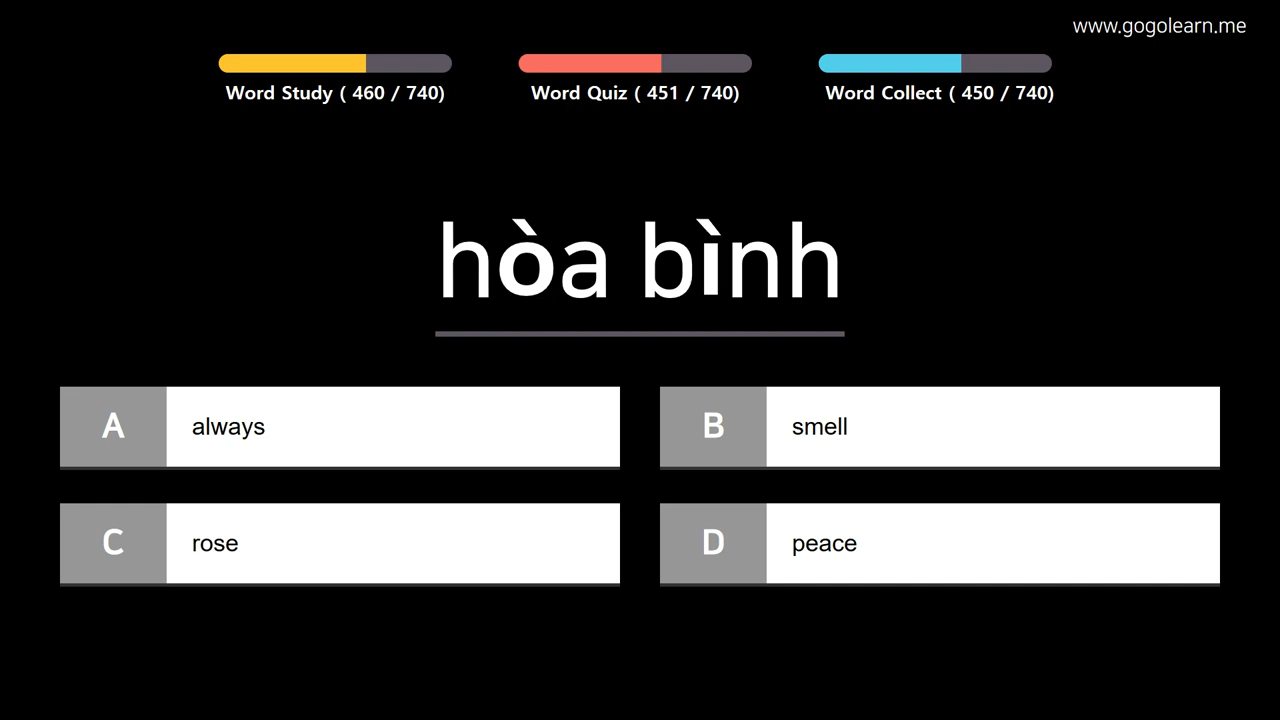 www.gogolearn.me
Word Study ( 460 / 740)
Word Quiz ( 451 / 740)
Word Collect ( 450 / 740)
hòa bình
A always
B smell
C rose
D peace